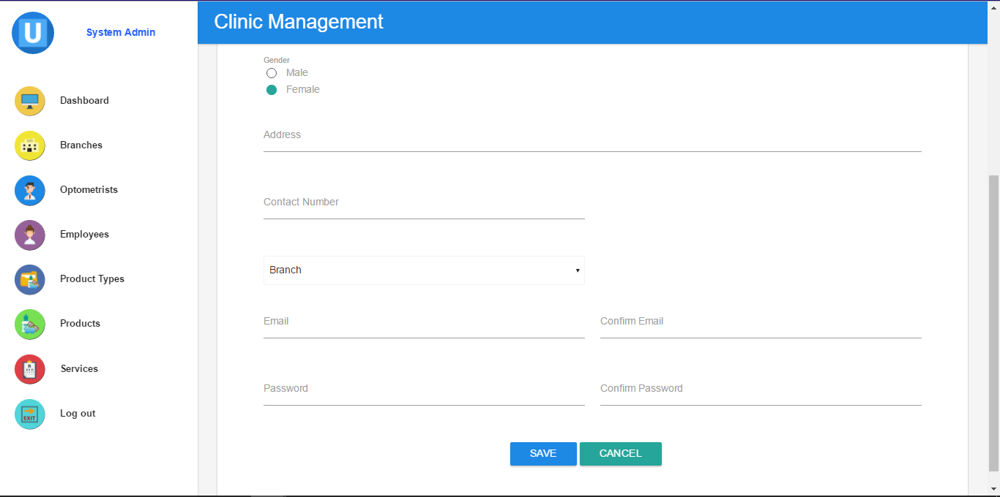 U
System Admin
Clinic Management
Dashboard
Branches
Optometrists
Employees
Product Types
Products
Services
EXIT
Log out
Gender
Male
Female
Address
Contact Number
Branch
Email
Confirm Email
Password
Confirm Password
SAVE
CANCEL